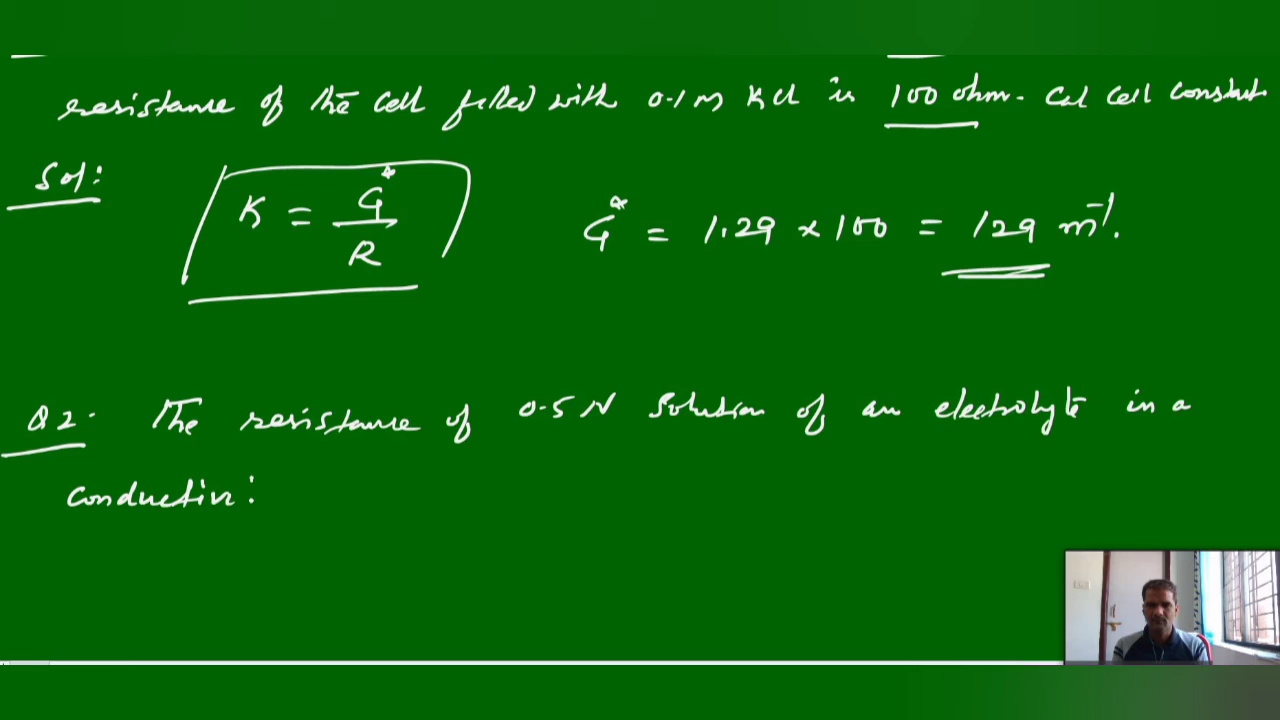 resistance of the cell filled with 0.1 M KCl is 100 ohm. Cal cell constant
Sol:
K = G* / R
G* = 1.29 × 100 = 129 m⁻¹.
Q2. The resistance of 0.5 N solution of an electrolyte in a
conductivi: